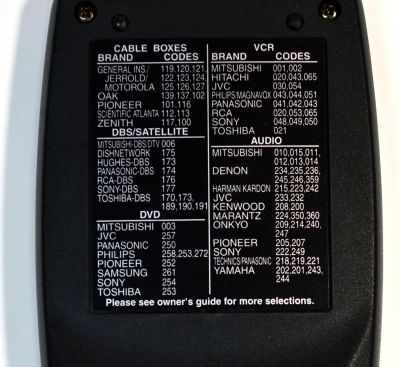 CABLE BOXES
BRAND CODES
GENERAL INS./ 119,120,121,
JERROLD/ 122,123,124,
MOTOROLA 125,126,127
OAK 139,137,102
PIONEER 101,116
SCIENTIFIC ATLANTA 112,113
ZENITH 117,100
DBS/SATELLITE
MITSUBISH-DBS/DTV 006
DISHNETWORK 175
HUGHES-DBS 173
PANASONIC-DBS 174
RCA-DBS 176
SONY-DBS 177
TOSHIBA-DBS 170,173,
189,190,191
DVD
MITSUBISHI 003
JVC 257
PANASONIC 250
PHILIPS 258,253,272
PIONEER 252
SAMSUNG 261
SONY 254
TOSHIBA 253
VCR
BRAND CODES
MITSUBISHI 001,002
HITACHI 020,043,065
JVC 030,054
PHILIPS/MAGNAVOX 043,044,051
PANASONIC 041,042,043
RCA 020,053,065
SONY 048,049,050
TOSHIBA 021
AUDIO
MITSUBISHI 010,015,011,
012,013,014
DENON 234,235,236,
245,246,359
HARMAN KARDON 215,223,242
JVC 233,232
KENWOOD 208,200
MARANTZ 224,350,360
ONKYO 209,214,240,
247
PIONEER 205,207
SONY 222,249
TECHNICS/PANASONIC 218,219,221
YAMAHA 202,201,243,
244
Please see owner's guide for more selections.